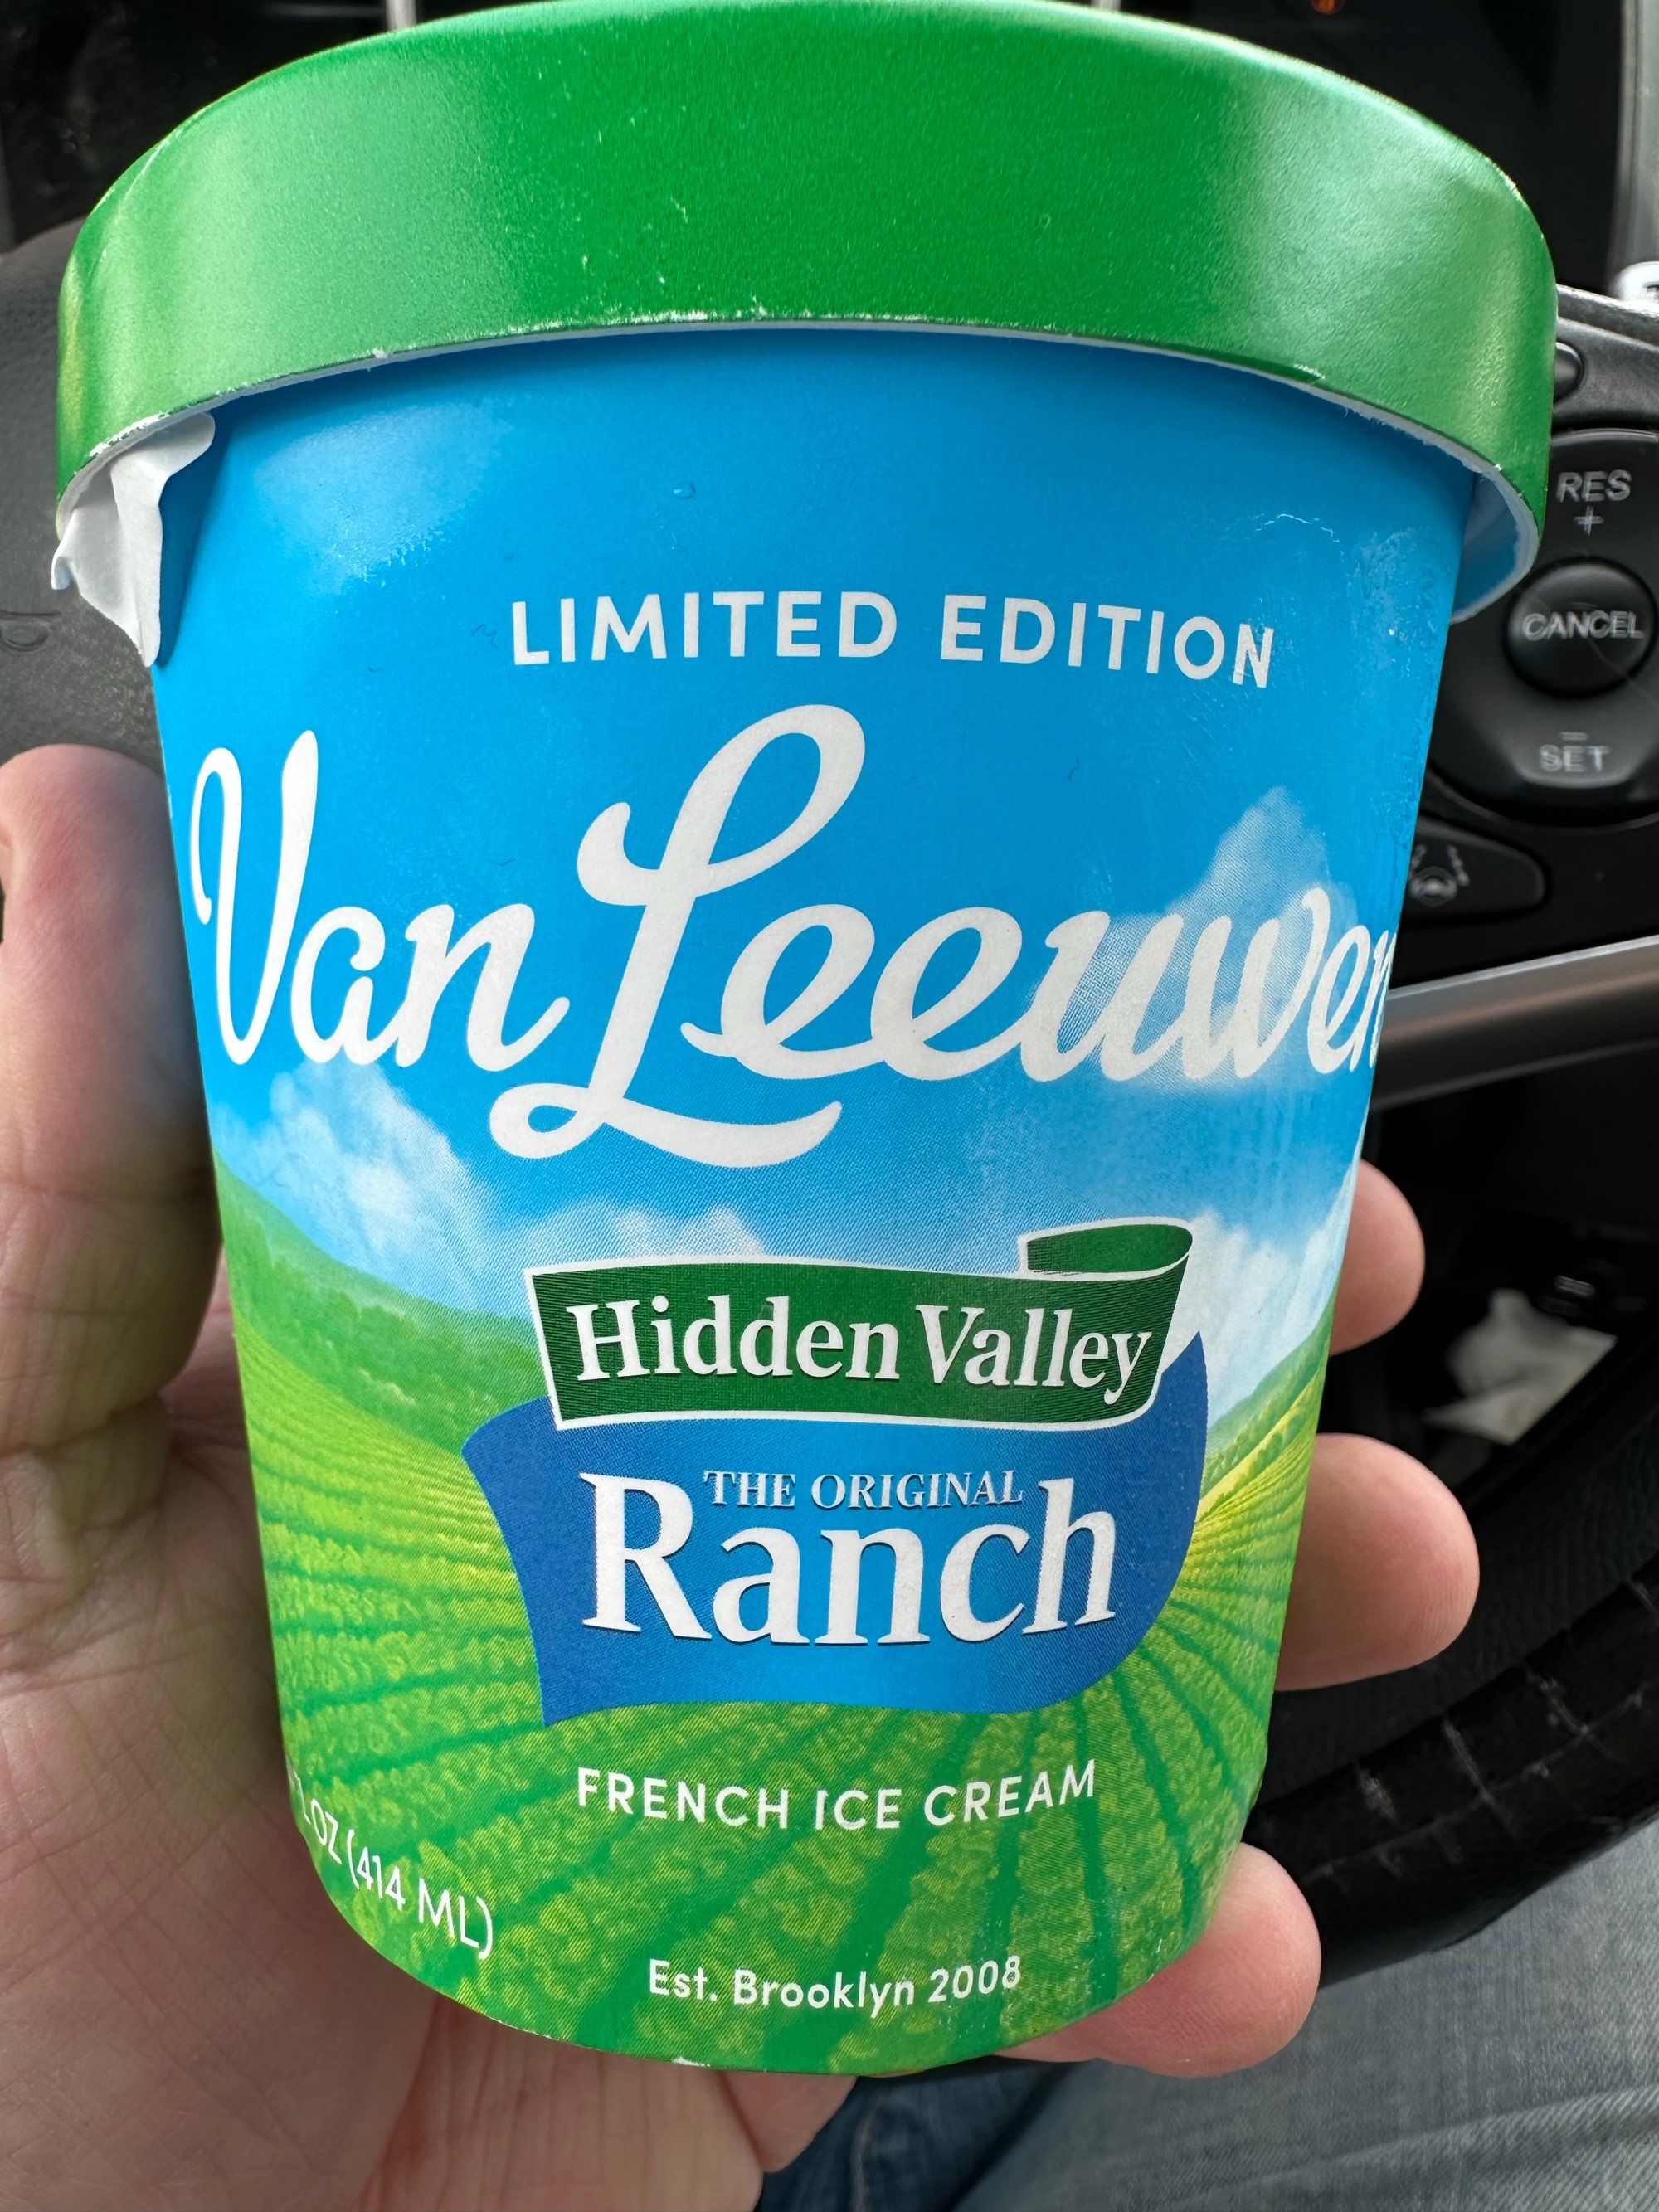 LIMITED EDITION
Van Leeuwen
Hidden Valley
THE ORIGINAL
Ranch
FRENCH ICE CREAM
OZ (414 ML)
Est. Brooklyn 2008
RES
+
CANCEL
−
SET